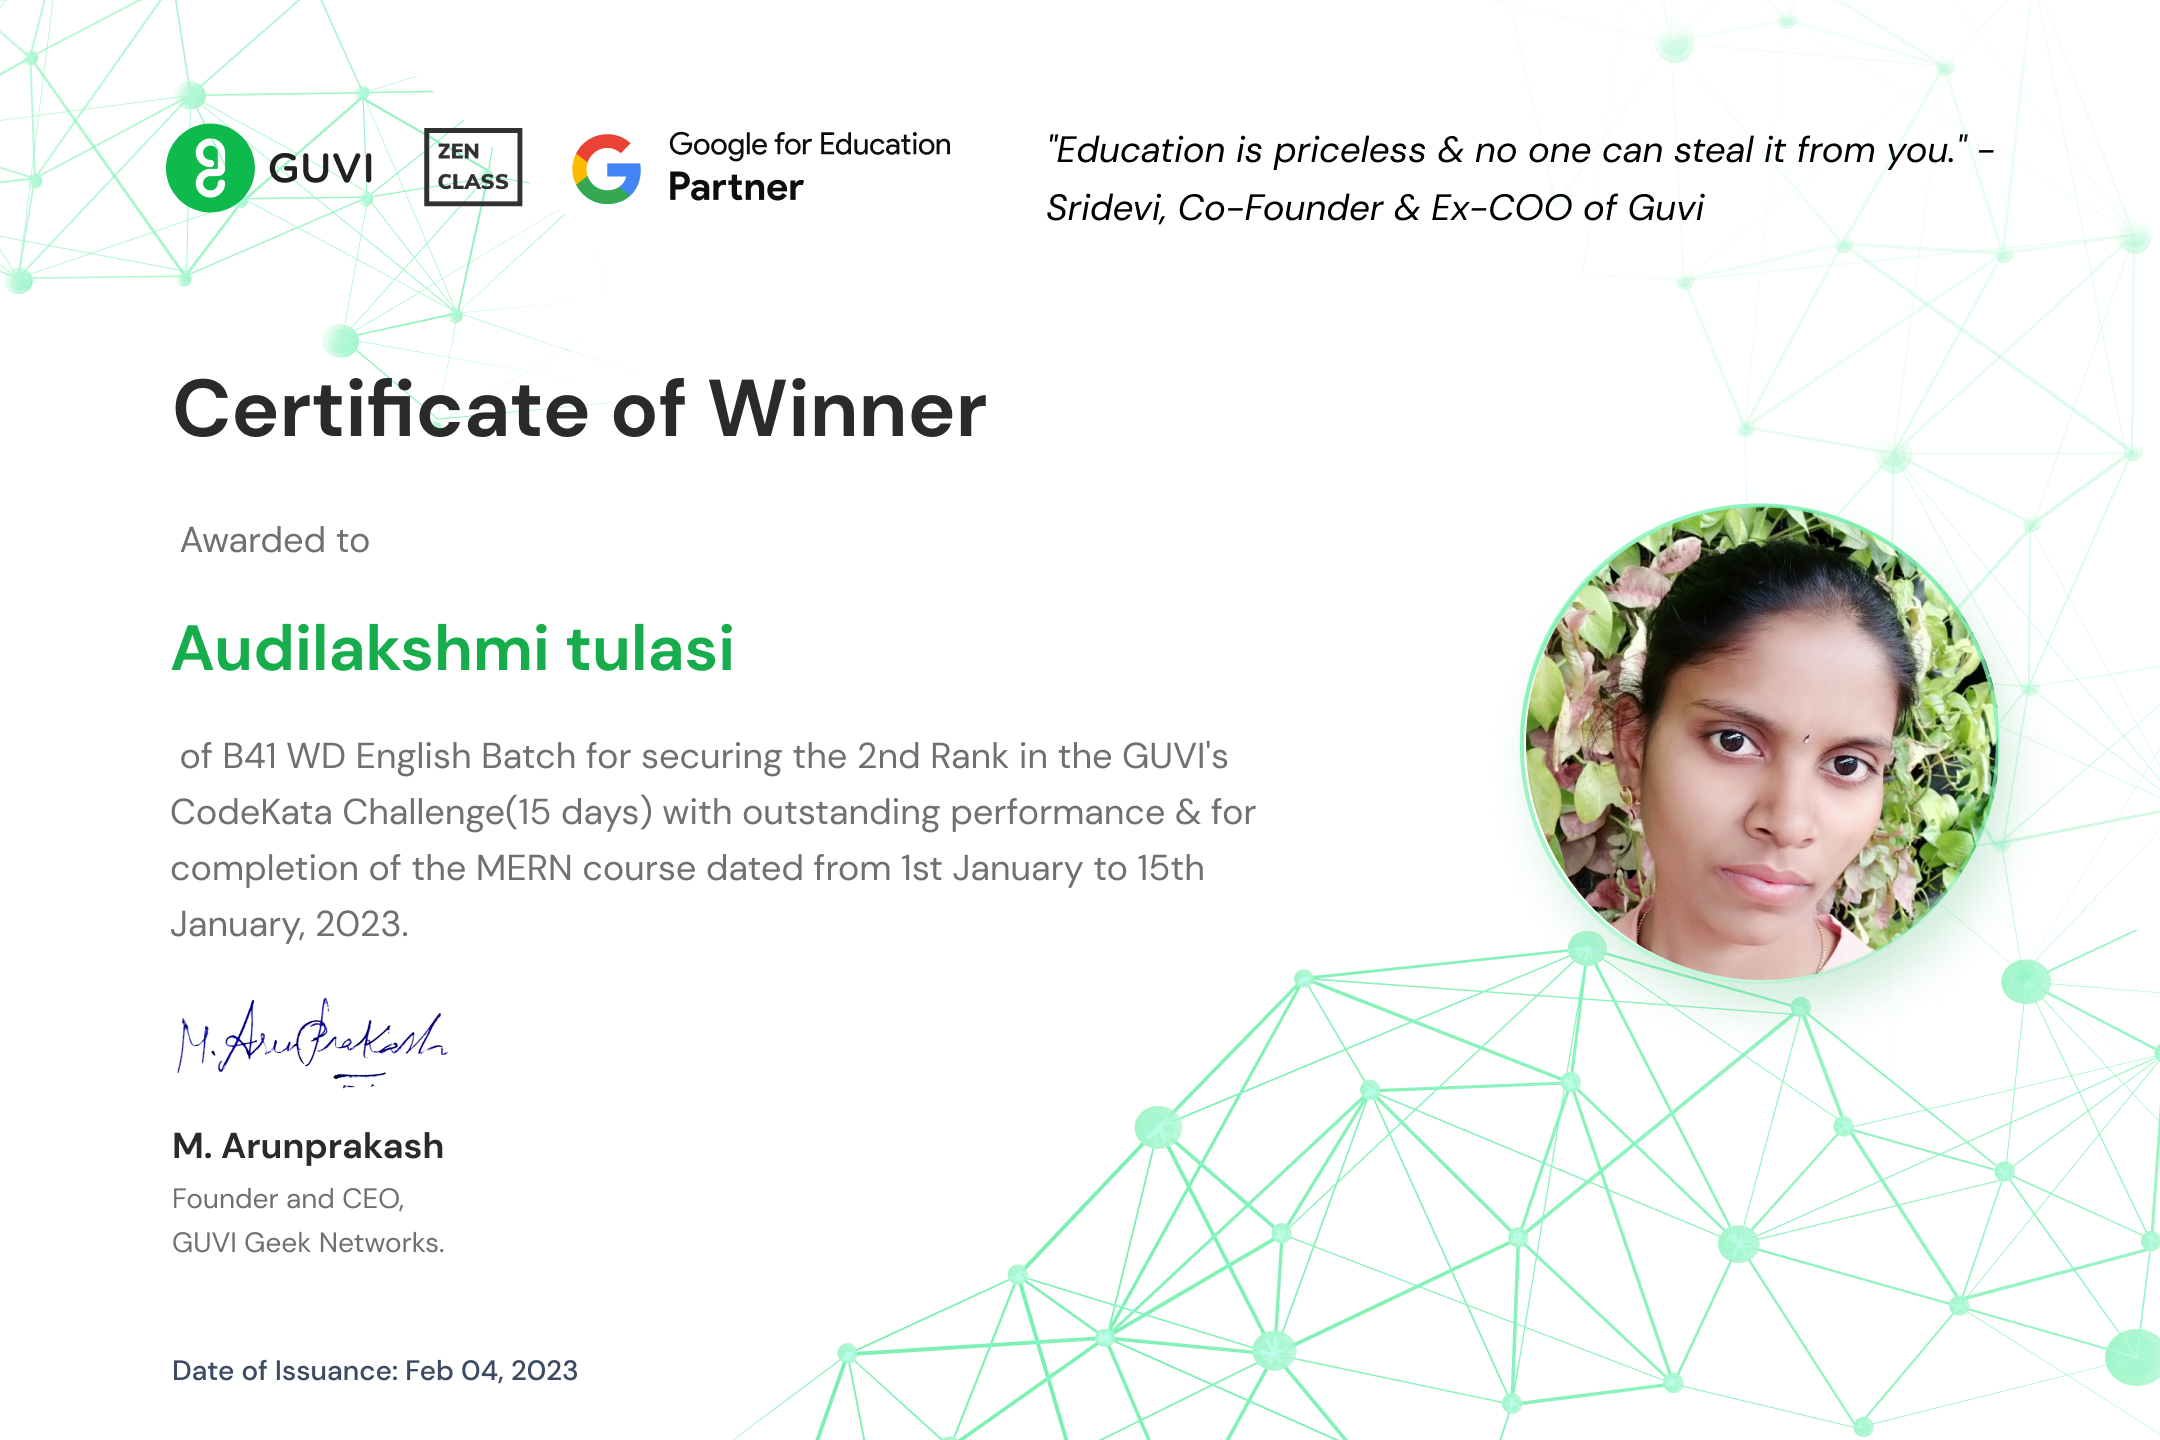 GUVI
ZEN
CLASS
Google for Education
Partner
"Education is priceless & no one can steal it from you." -
Sridevi, Co-Founder & Ex-COO of Guvi
Certificate of Winner
Awarded to
Audilakshmi tulasi
of B41 WD English Batch for securing the 2nd Rank in the GUVI's
CodeKata Challenge(15 days) with outstanding performance & for
completion of the MERN course dated from 1st January to 15th
January, 2023.
M. ArunPrakash
M. Arunprakash
Founder and CEO,
GUVI Geek Networks.
Date of Issuance: Feb 04, 2023